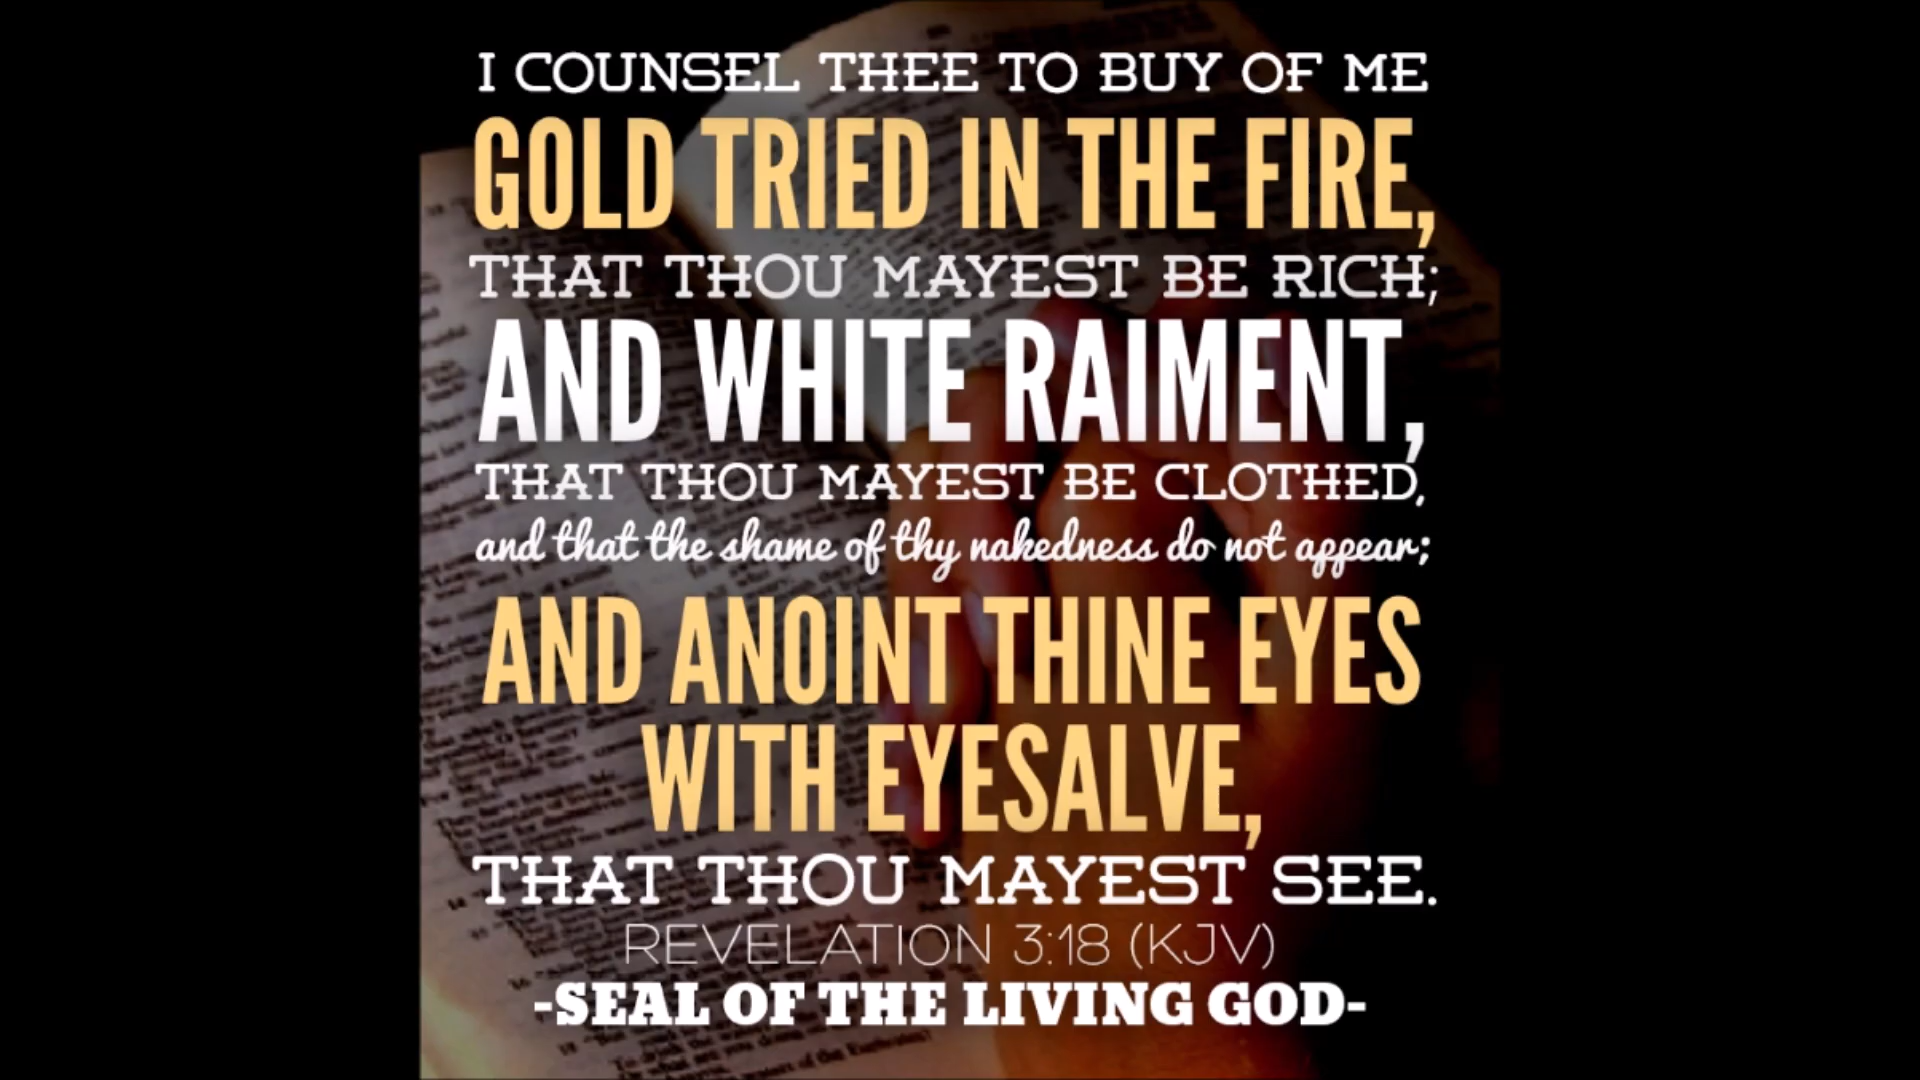 I COUNSEL THEE TO BUY OF ME
GOLD TRIED IN THE FIRE,
THAT THOU MAYEST BE RICH;
AND WHITE RAIMENT,
THAT THOU MAYEST BE CLOTHED,
and that the shame of thy nakedness do not appear;
AND ANOINT THINE EYES
WITH EYESALVE,
THAT THOU MAYEST SEE.
REVELATION 3:18 (KJV)
-SEAL OF THE LIVING GOD-